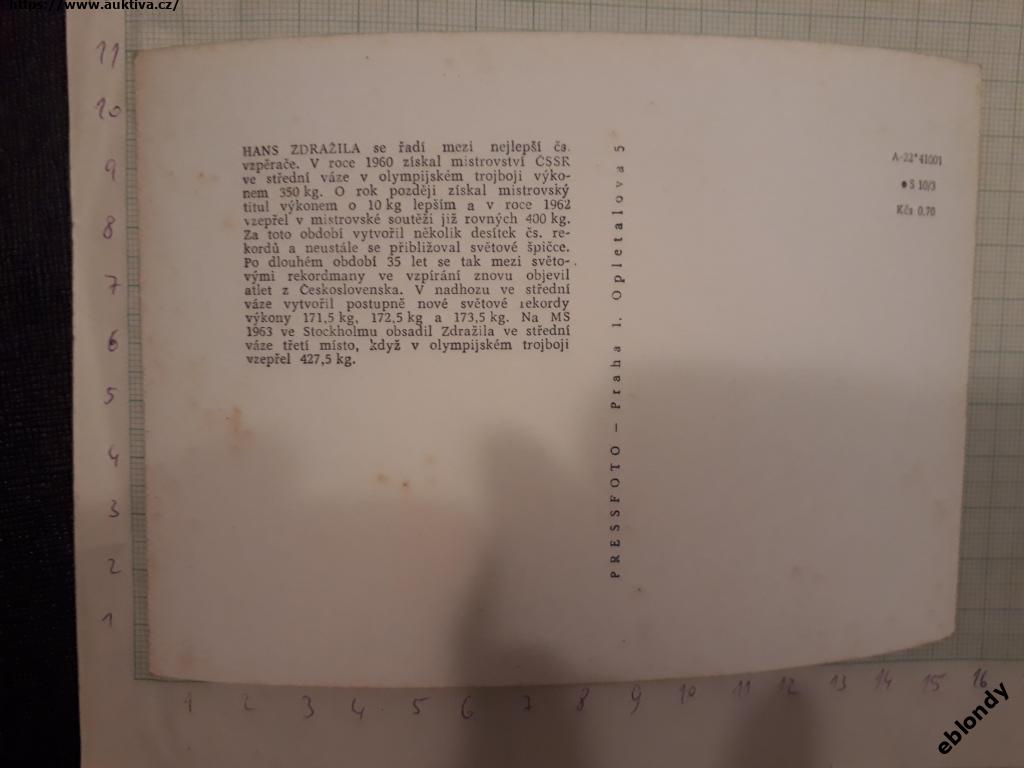 https://www.auktiva.cz/
HANS ZDRAŽILA se řadí mezi nejlepší čs.
vzpěrače. V roce 1960 získal mistrovství ČSSR
ve střední váze v olympijském trojboji výko-
nem 350 kg. O rok později získal mistrovský
titul výkonem o 10 kg lepším a v roce 1962
vzepřel v mistrovské soutěži již rovných 400 kg.
Za toto období vytvořil několik desítek čs. re-
kordů a neustále se přibližoval světové špičce.
Po dlouhém období 35 let se tak mezi světo-
vými rekordmany ve vzpírání znovu objevil
atlet z Československa. V nadhozu ve střední
váze vytvořil postupně nové světové rekordy
výkony 171,5 kg, 172,5 kg a 173,5 kg. Na MS
1963 ve Stockholmu obsadil Zdražila ve střední
váze třetí místo, když v olympijském trojboji
vzepřel 427,5 kg.
PRESSFOTO – Praha 1, Opletalova 5
A-22*41001
• S 10/3
Kčs 0,70
11
10
9
8
7
6
5
4
3
2
1
1 2 3 4 5 6 7 8 9 10 11 12 13 14 15 16
eblondy